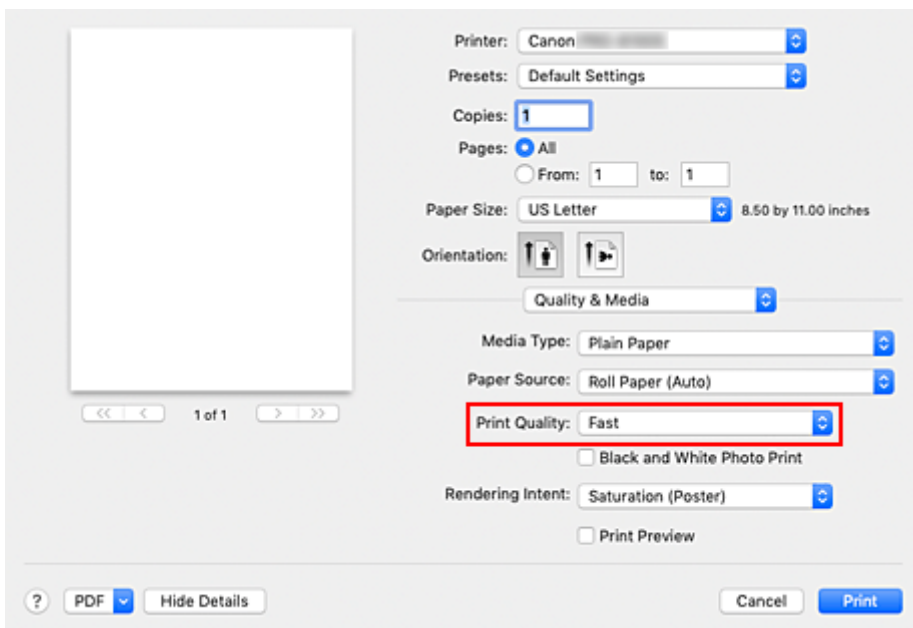 Printer: Canon
Presets: Default Settings
Copies: 1
Pages: All
From: 1 to: 1
Paper Size: US Letter 8.50 by 11.00 inches
Orientation:
Quality & Media
Media Type: Plain Paper
Paper Source: Roll Paper (Auto)
<< < 1 of 1 > >>
Print Quality: Fast
Black and White Photo Print
Rendering Intent: Saturation (Poster)
Print Preview
? PDF Hide Details Cancel Print